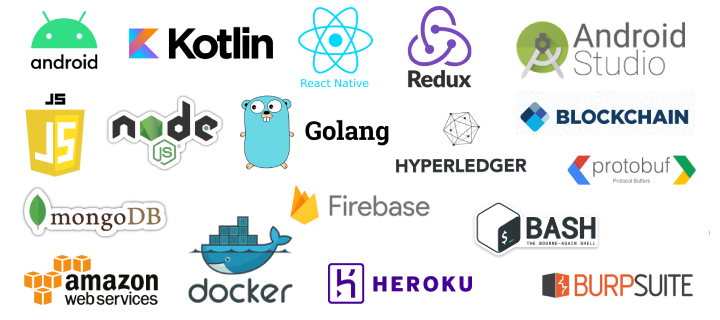 android
Kotlin
React Native
Redux
Android
Studio
JS
JS
node
JS
Golang
HYPERLEDGER
BLOCKCHAIN
protobuf
Protocol Buffers
mongoDB
docker
Firebase
$_
BASH
THE BOURNE-AGAIN SHELL
amazon
web services
HEROKU
BURPSUITE